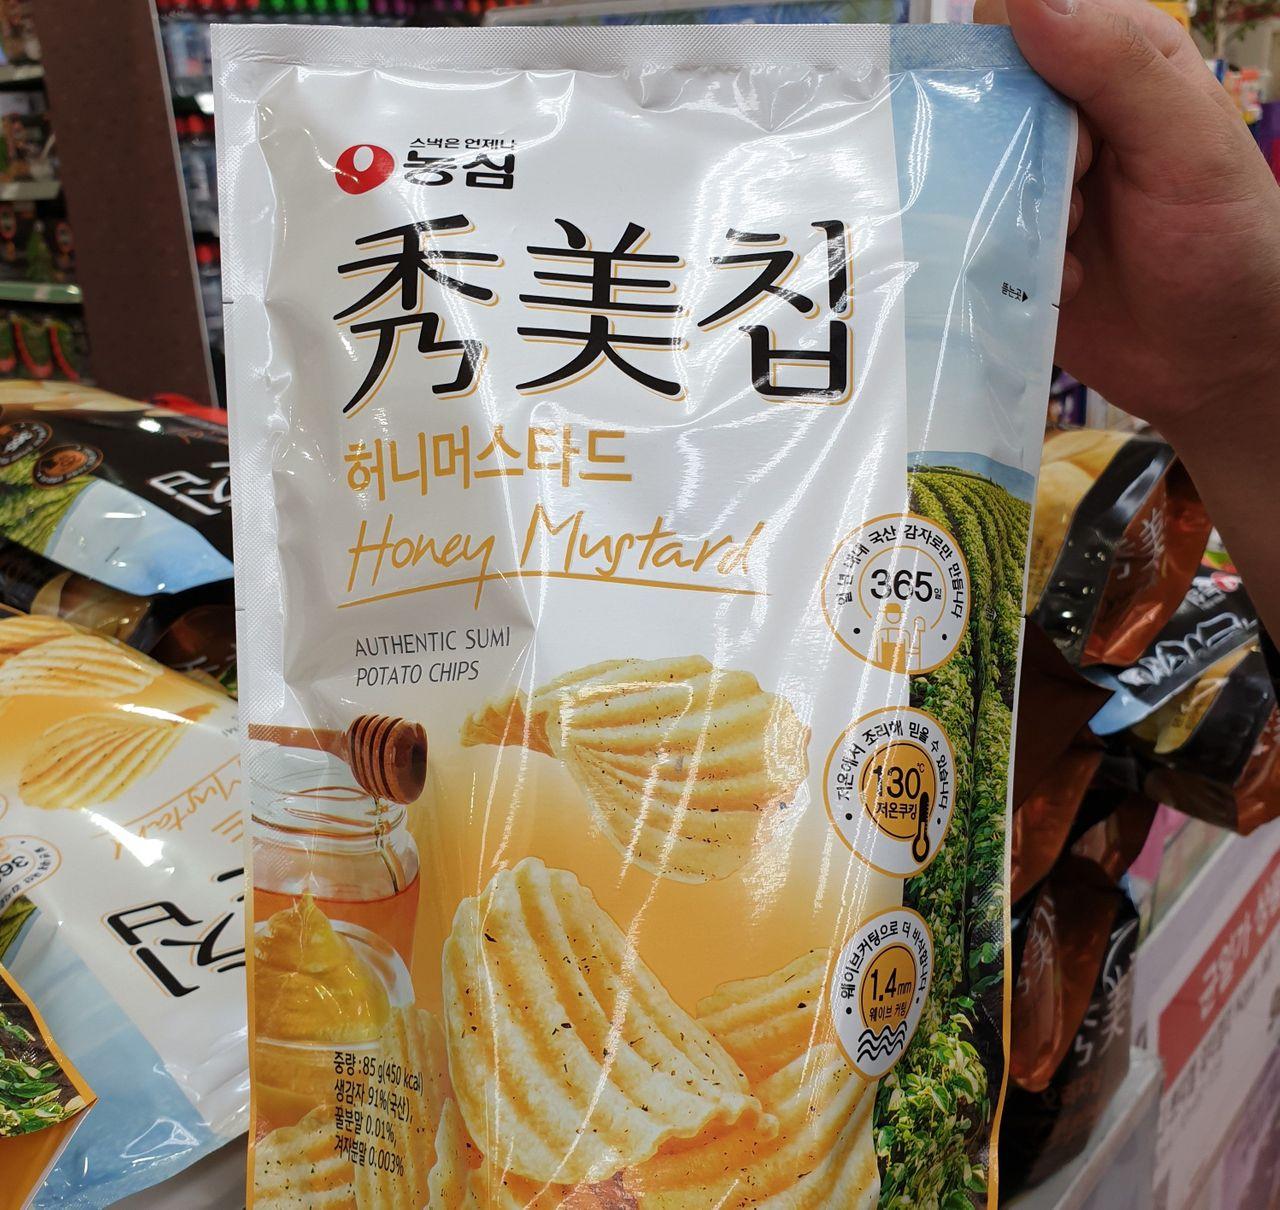 스낵은 언제나
농심
秀美칩
허니머스타드
Honey Mustard
AUTHENTIC SUMI
POTATO CHIPS
일 년 내내 국산 감자로만 만듭니다
365일
저온에서 조리해 믿을 수 있습니다
130℃
저온쿠킹
웨이브커팅으로 더 바삭합니다
1.4mm
웨이브 커팅
중량 : 85 g(450 kcal)
생감자 91%(국산),
꿀분말 0.01%,
겨자분말 0.003%